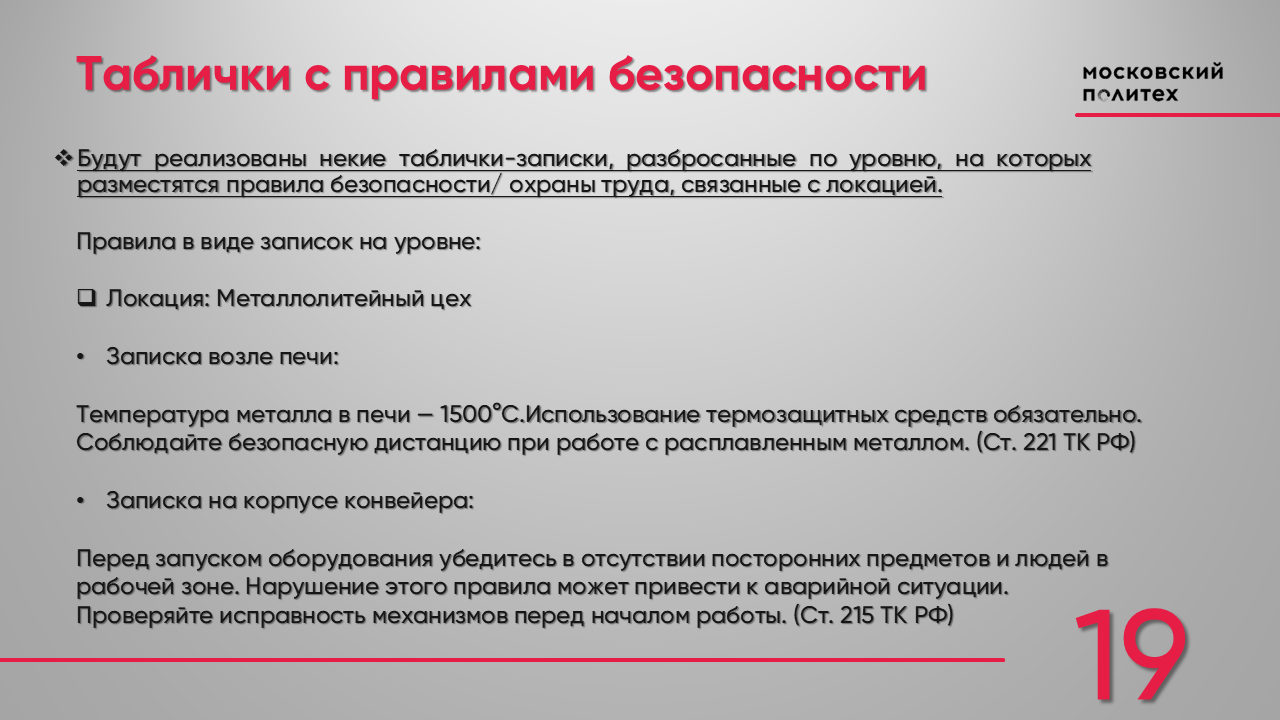 Таблички с правилами безопасности
московский
политех
❖Будут реализованы некие таблички-записки, разбросанные по уровню, на которых
разместятся правила безопасности/ охраны труда, связанные с локацией.
Правила в виде записок на уровне:
❑ Локация: Металлолитейный цех
• Записка возле печи:
Температура металла в печи — 1500°C.Использование термозащитных средств обязательно.
Соблюдайте безопасную дистанцию при работе с расплавленным металлом. (Ст. 221 ТК РФ)
• Записка на корпусе конвейера:
Перед запуском оборудования убедитесь в отсутствии посторонних предметов и людей в
рабочей зоне. Нарушение этого правила может привести к аварийной ситуации.
Проверяйте исправность механизмов перед началом работы. (Ст. 215 ТК РФ)
19